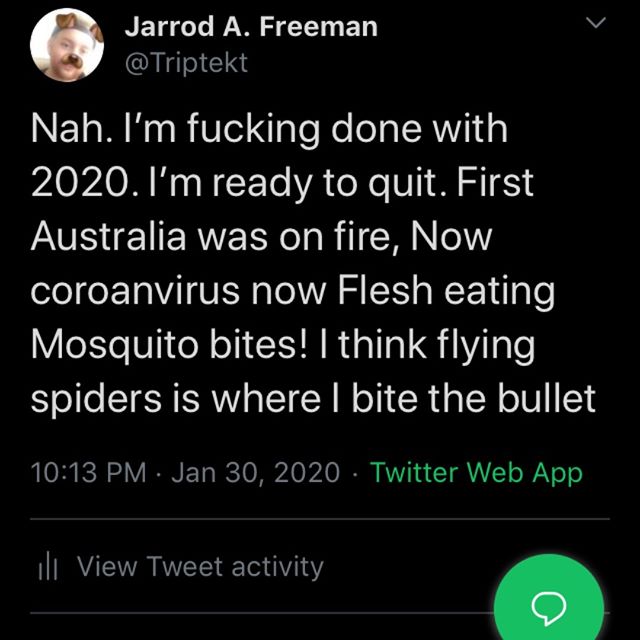 Jarrod A. Freeman
@Triptekt
Nah. I’m fucking done with
2020. I’m ready to quit. First
Australia was on fire, Now
coroanvirus now Flesh eating
Mosquito bites! I think flying
spiders is where I bite the bullet
10:13 PM · Jan 30, 2020 · Twitter Web App
View Tweet activity